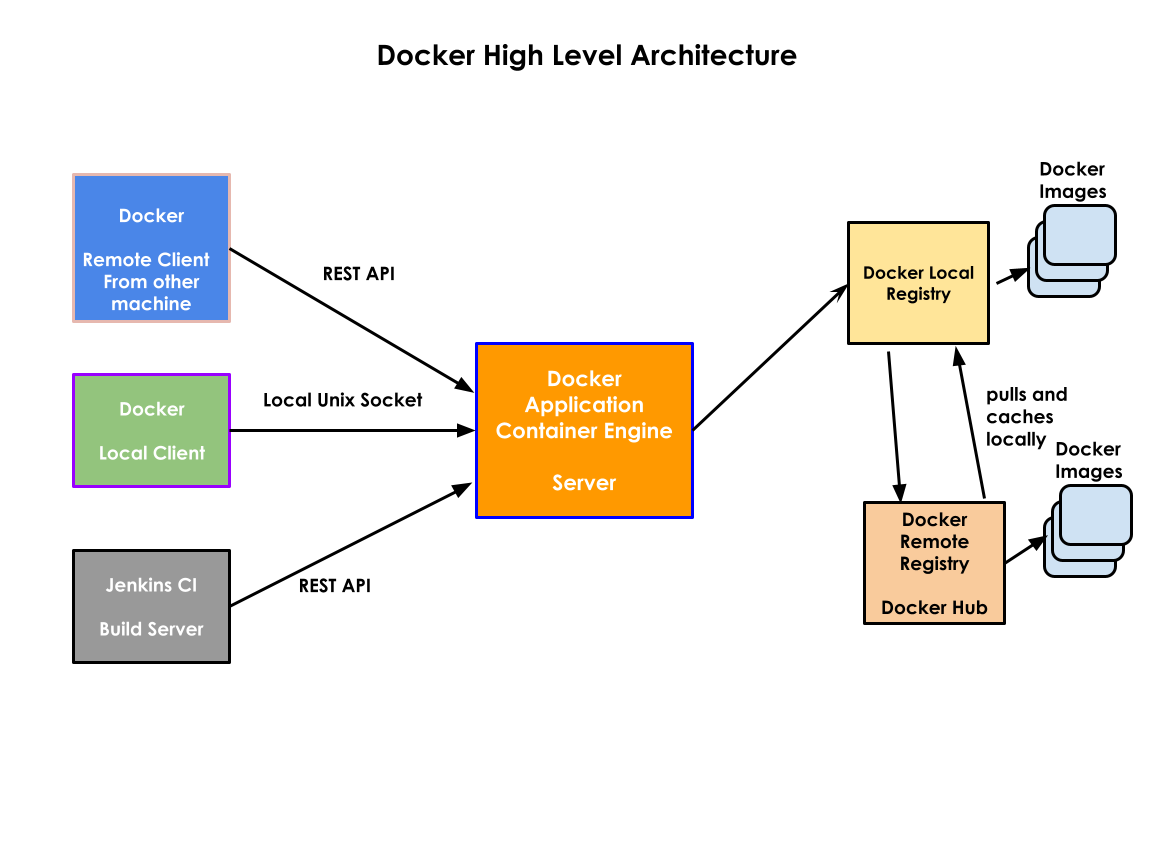 Docker High Level Architecture
Docker
Remote Client
From other
machine
REST API
Docker
Local Client
Local Unix Socket
Jenkins CI
Build Server
REST API
Docker
Application
Container Engine
Server
Docker Local
Registry
Docker
Images
pulls and
caches
locally
Docker
Remote
Registry
Docker Hub
Docker
Images